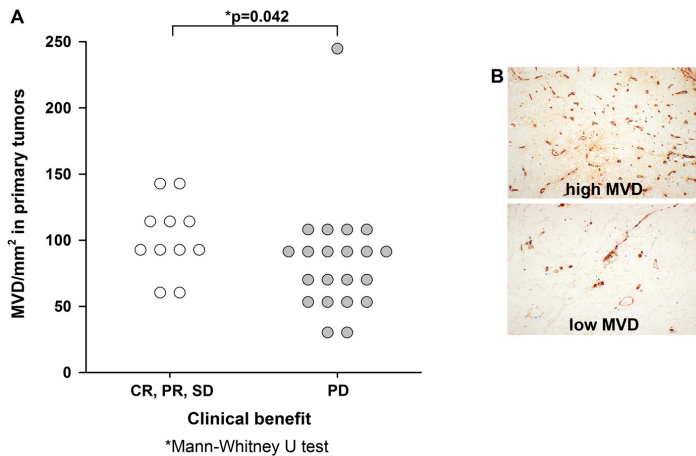 A
*p=0.042
MVD/mm² in primary tumors
250
200
150
100
50
0
CR, PR, SD
PD
Clinical benefit
*Mann-Whitney U test
B
high MVD
low MVD